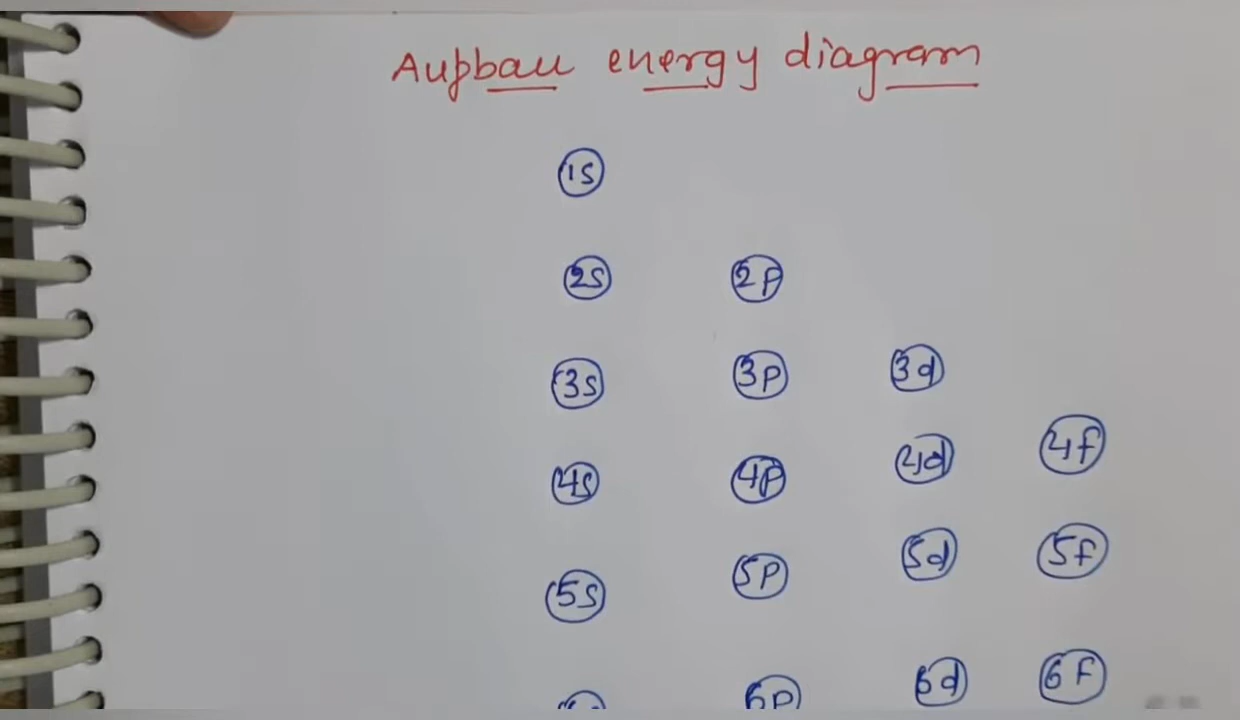 Aufbau energy diagram
1s
2s 2p
3s 3p 3d
4s 4p 4d 4f
5s 5p 5d 5f
6p 6d 6f